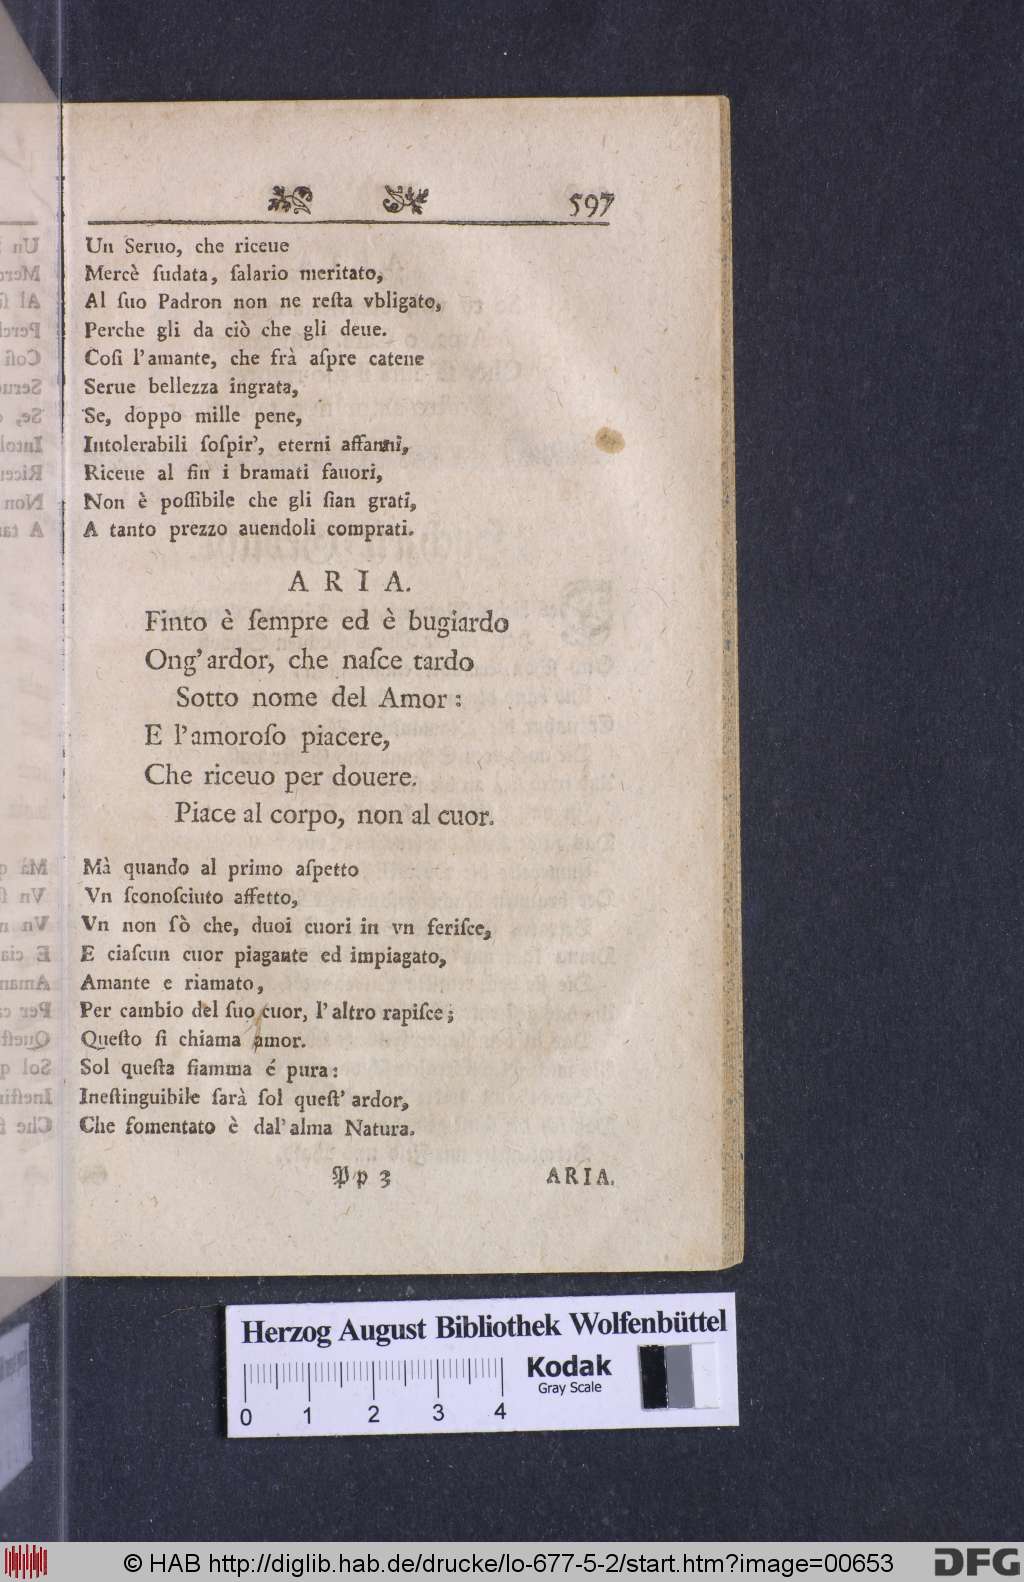 597
Un Seruo, che riceue
Mercè ſudata, ſalario meritato,
Al ſuo Padron non ne reſta vbligato,
Perche gli da ciò che gli deue.
Coſi l'amante, che frà aſpre catene
Serue bellezza ingrata,
Se, doppo mille pene,
Intolerabili ſoſpir', eterni affanni,
Riceue al fin i bramati fauori,
Non è poſſibile che gli ſian grati,
A tanto prezzo auendoli comprati.
ARIA.
Finto è ſempre ed è bugiardo
Ong'ardor, che naſce tardo
Sotto nome del Amor:
E l'amoroſo piacere,
Che riceuo per douere.
Piace al corpo, non al cuor.
Mà quando al primo aſpetto
Vn ſconoſciuto affetto,
Vn non sò che, duoi cuori in vn feriſce,
E ciaſcun cuor piagante ed impiagato,
Amante e riamato,
Per cambio del ſuo cuor, l'altro rapiſce;
Queſto ſi chiama amor.
Sol queſta fiamma é pura:
Ineſtinguibile ſarà ſol queſt' ardor,
Che fomentato è dal'alma Natura.
Pp 3 ARIA.
Herzog August Bibliothek Wolfenbüttel
Kodak
Gray Scale
0 1 2 3 4
© HAB http://diglib.hab.de/drucke/lo-677-5-2/start.htm?image=00653
DFG